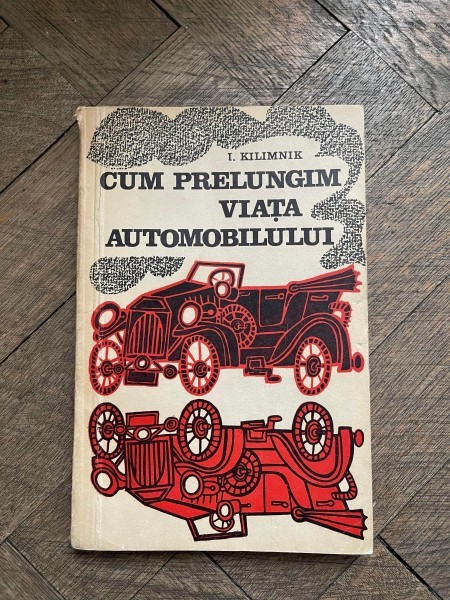 I. KILIMNIK
CUM PRELUNGIM
VIAȚA
AUTOMOBILULUI